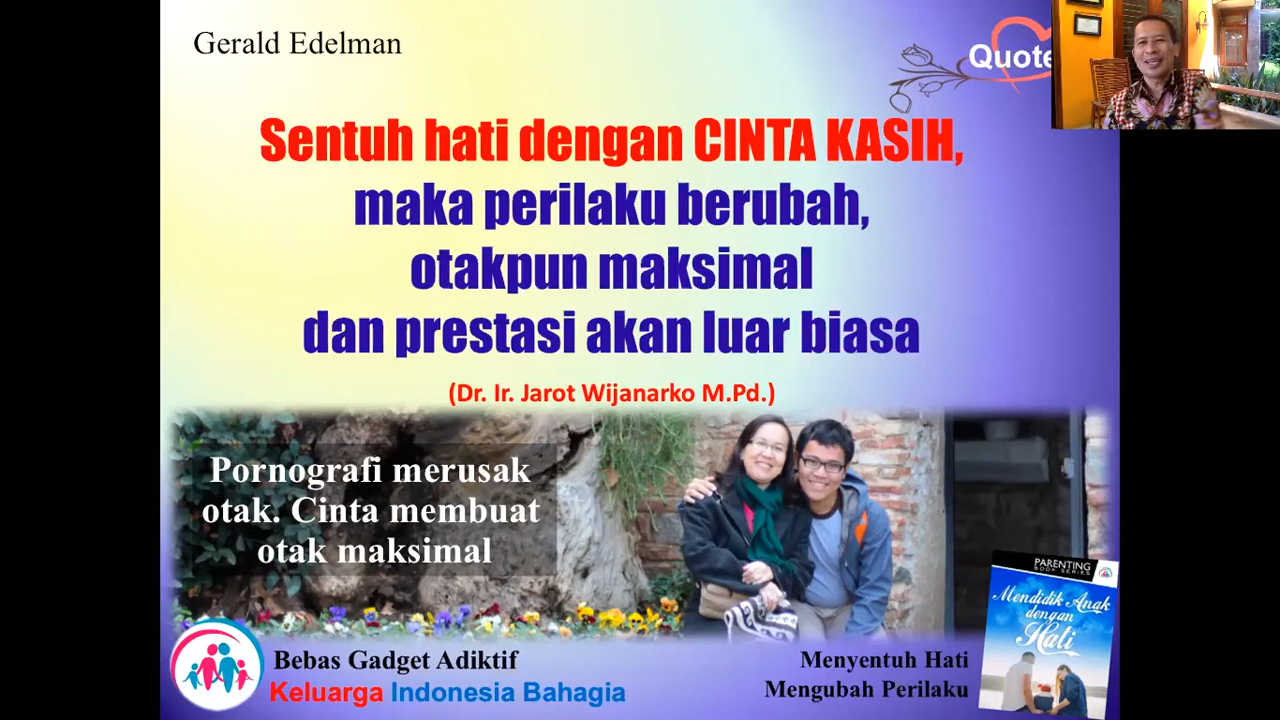 Gerald Edelman
Quote
Sentuh hati dengan CINTA KASIH,
maka perilaku berubah,
otakpun maksimal
dan prestasi akan luar biasa
(Dr. Ir. Jarot Wijanarko M.Pd.)
Pornografi merusak
otak. Cinta membuat
otak maksimal
PARENTING
BOOK SERIES
Mendidik Anak
dengan
Hati
Bebas Gadget Adiktif
Keluarga Indonesia Bahagia
Menyentuh Hati
Mengubah Perilaku